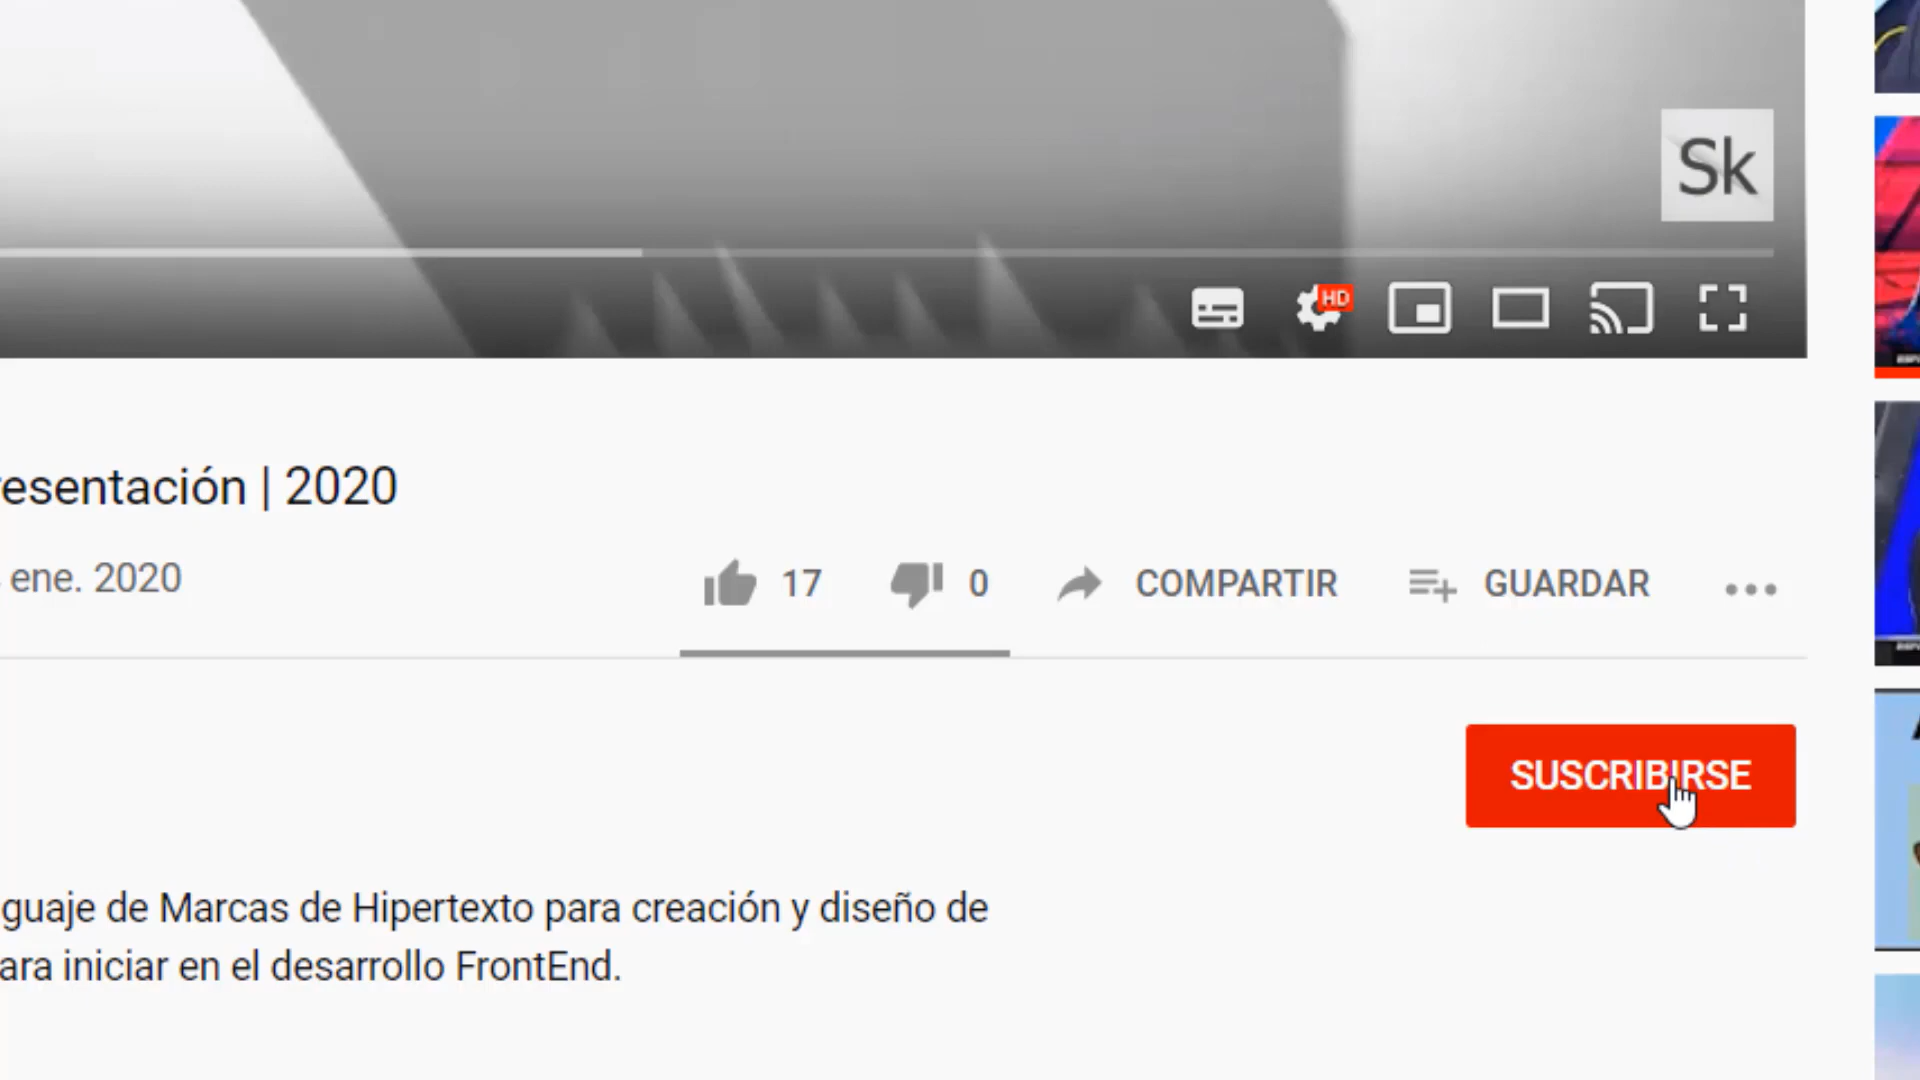 Sk
HD
resentación | 2020
ene. 2020
17
0
COMPARTIR
GUARDAR
SUSCRIBIRSE
guaje de Marcas de Hipertexto para creación y diseño de
ara iniciar en el desarrollo FrontEnd.